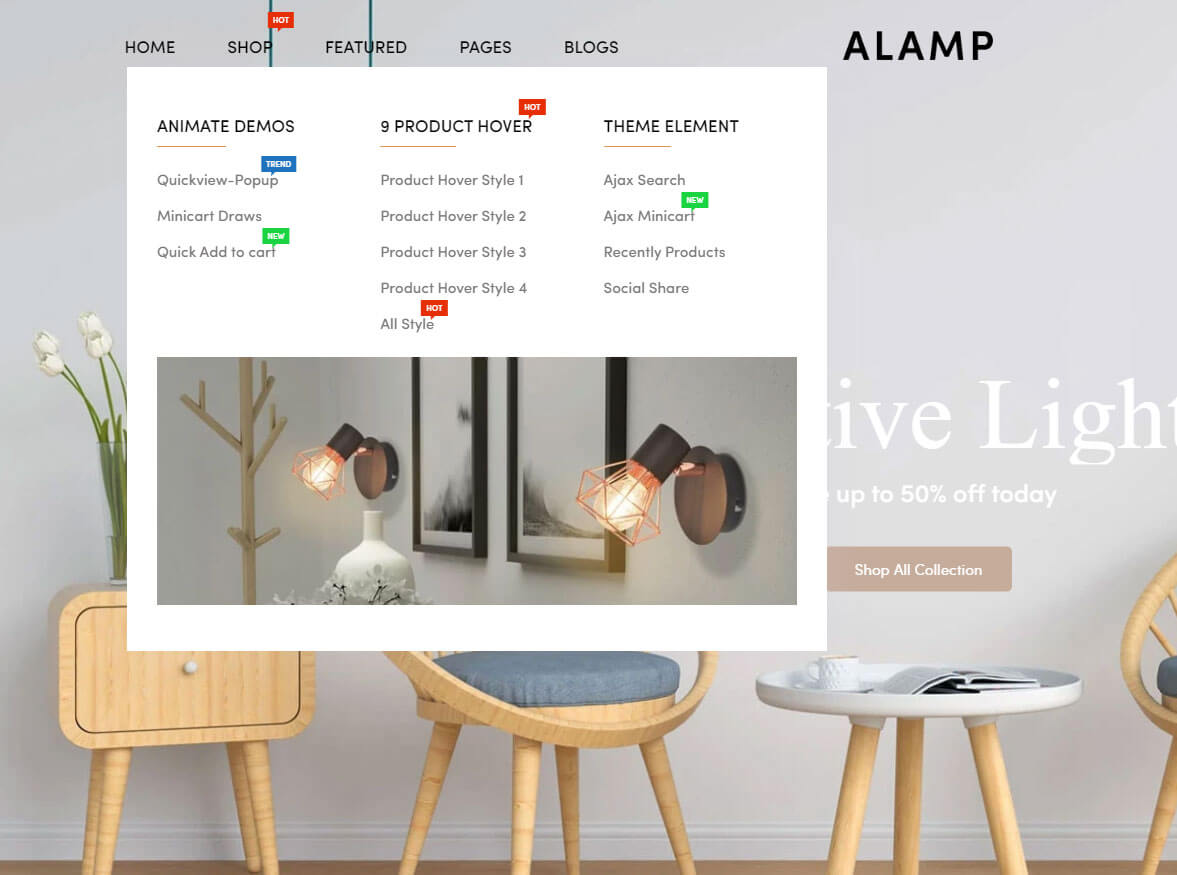 HOT
HOME SHOP FEATURED PAGES BLOGS
ALAMP
ANIMATE DEMOS
TREND
Quickview-Popup
Minicart Draws
NEW
Quick Add to cart
HOT
9 PRODUCT HOVER
Product Hover Style 1
Product Hover Style 2
Product Hover Style 3
Product Hover Style 4
HOT
All Style
THEME ELEMENT
Ajax Search
NEW
Ajax Minicart
Recently Products
Social Share
tive Light
e up to 50% off today
Shop All Collection